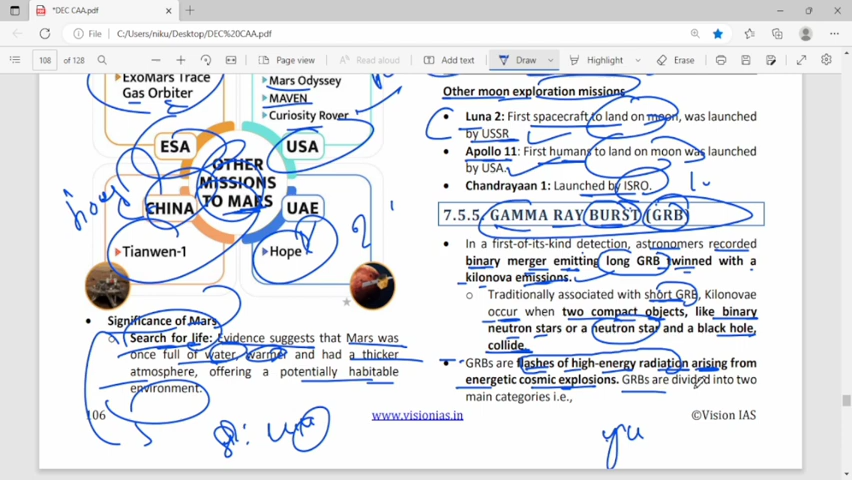 *DEC CAA.pdf
File
C:/Users/niku/Desktop/DEC%20CAA.pdf
108 of 128
Page view
Read aloud
Add text
Draw
Highlight
Erase
ExoMars Trace
Gas Orbiter
Mars Odyssey
MAVEN
Curiosity Rover
ESA
USA
OTHER
MISSIONS
TO MARS
CHINA
UAE
Tianwen-1
Hope
Significance of Mars
Search for life: Evidence suggests that Mars was
once full of water, warmer and had a thicker
atmosphere, offering a potentially habitable
environment.
106
www.visionias.in
©Vision IAS
Other moon exploration missions
Luna 2: First spacecraft to land on moon, was launched
by USSR
Apollo 11: First humans to land on moon was launched
by USA.
Chandrayaan 1: Launched by ISRO.
7.5.5. GAMMA RAY BURST (GRB)
In a first-of-its-kind detection, astronomers recorded
binary merger emitting long GRB twinned with a
kilonova emissions.
Traditionally associated with short GRB, Kilonovae
occur when two compact objects, like binary
neutron stars or a neutron star and a black hole,
collide.
GRBs are flashes of high-energy radiation arising from
energetic cosmic explosions. GRBs are divided into two
main categories i.e.,